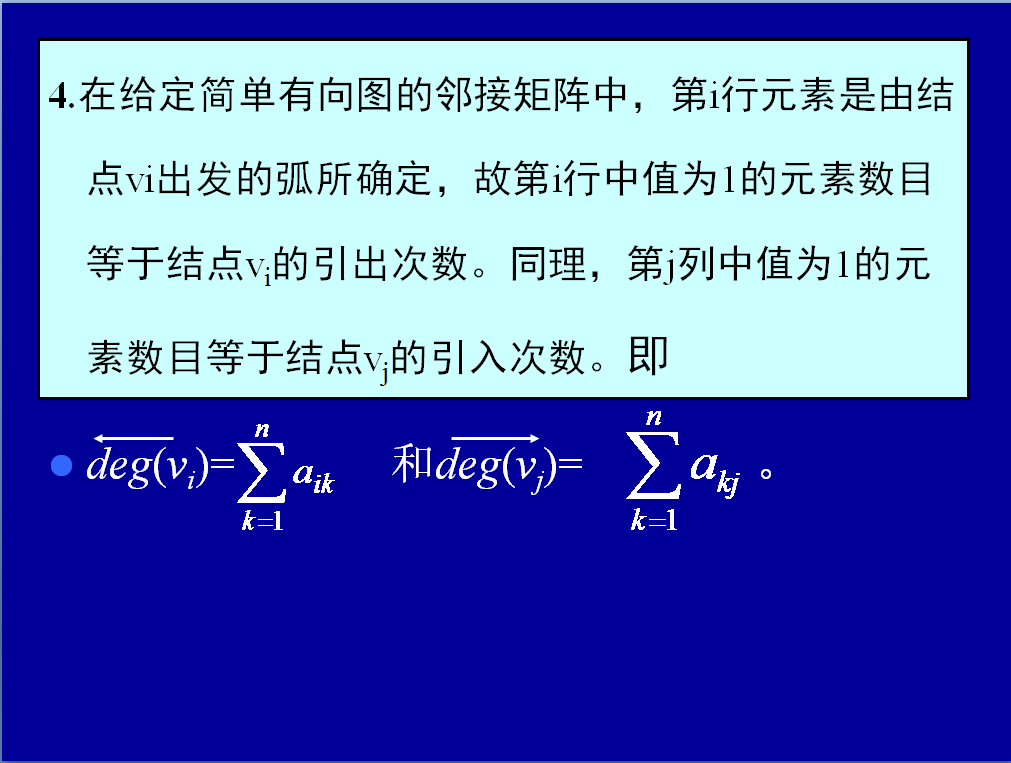 4.在给定简单有向图的邻接矩阵中，第i行元素是由结
点vi出发的弧所确定，故第i行中值为1的元素数目
等于结点vi的引出次数。同理，第j列中值为1的元
素数目等于结点vj的引入次数。即
$\overleftarrow{deg}(v_i)=\sum_{k=1}^{n} a_{ik}$ 和$\overrightarrow{deg}(v_j)=\sum_{k=1}^{n} a_{kj}$ 。